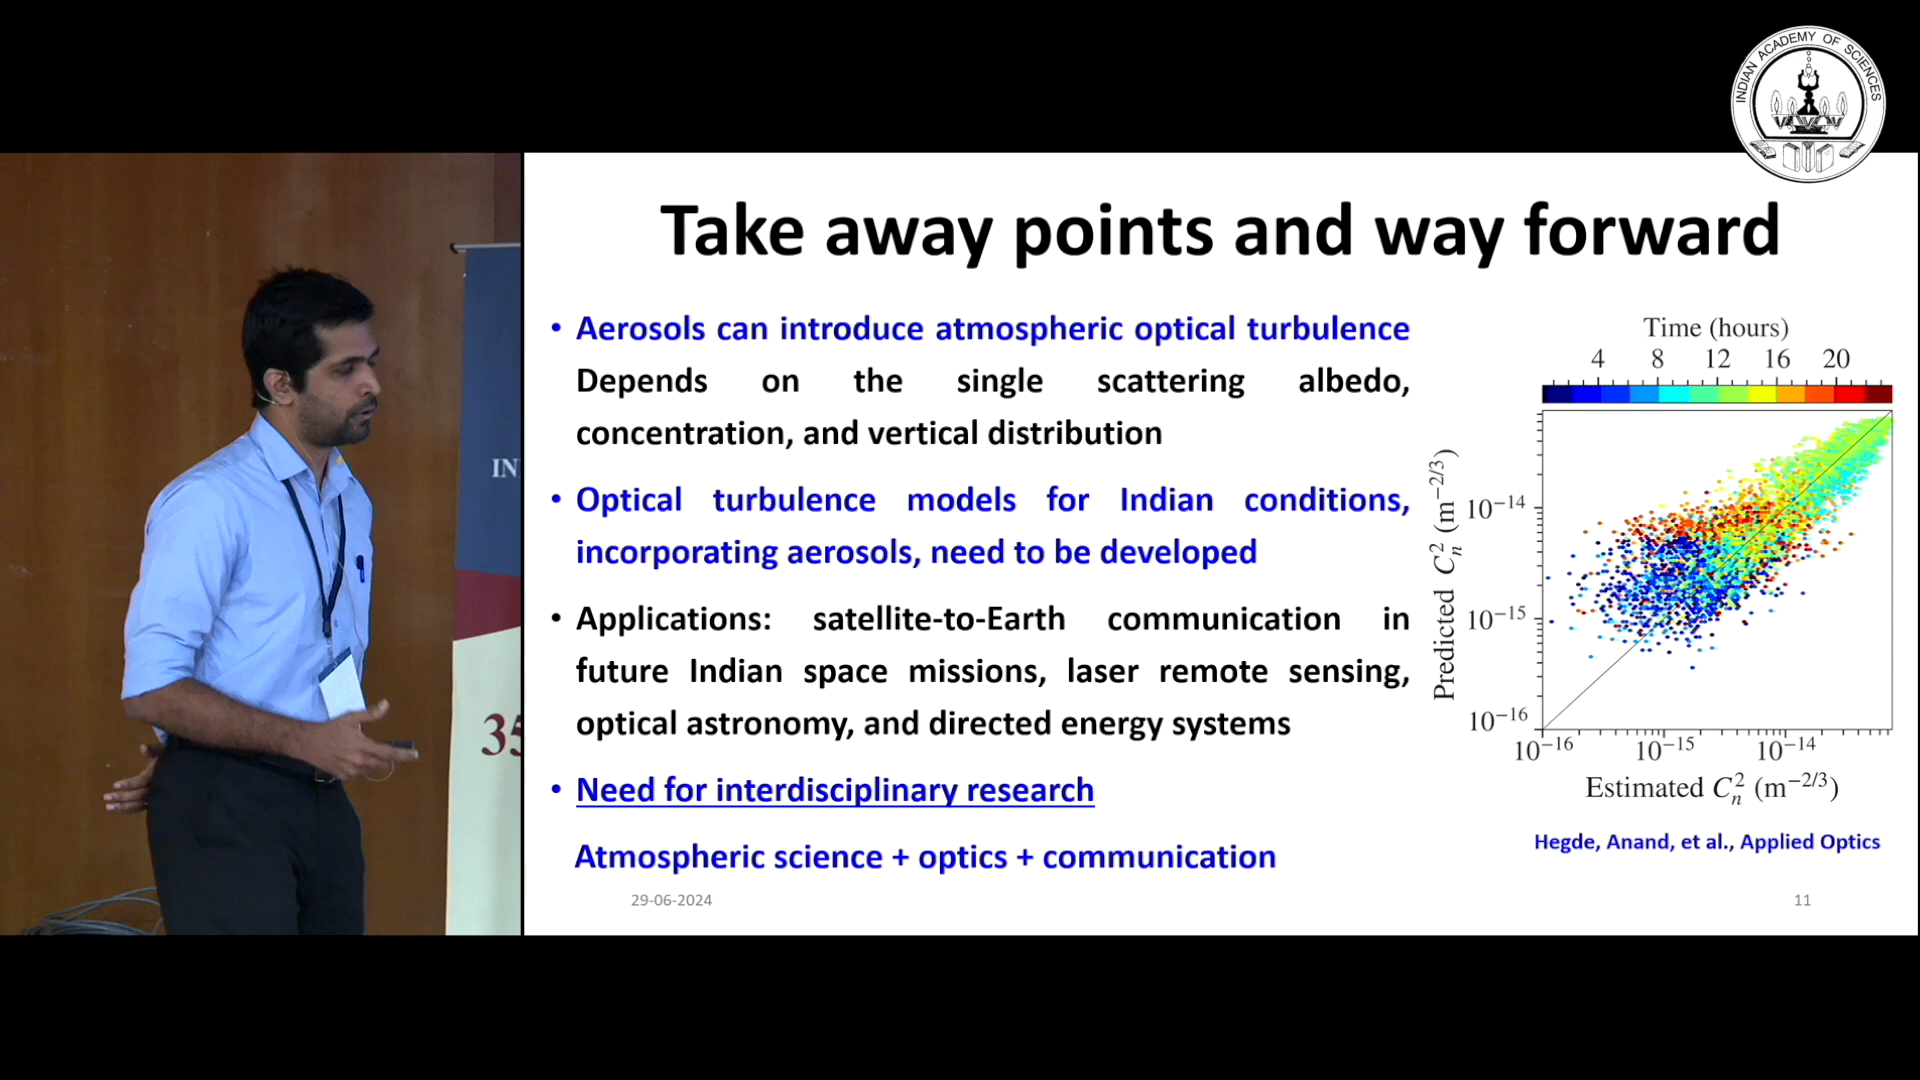 INDIAN ACADEMY OF SCIENCES
Take away points and way forward
• Aerosols can introduce atmospheric optical turbulence
Depends on the single scattering albedo,
concentration, and vertical distribution
• Optical turbulence models for Indian conditions,
incorporating aerosols, need to be developed
• Applications: satellite-to-Earth communication in
future Indian space missions, laser remote sensing,
optical astronomy, and directed energy systems
• Need for interdisciplinary research
Atmospheric science + optics + communication
Time (hours)
4 8 12 16 20
Predicted C_n^2 (m^−2/3)
10^−14
10^−15
10^−16
10^−16 10^−15 10^−14
Estimated C_n^2 (m^−2/3)
Hegde, Anand, et al., Applied Optics
29-06-2024
11
IN
35